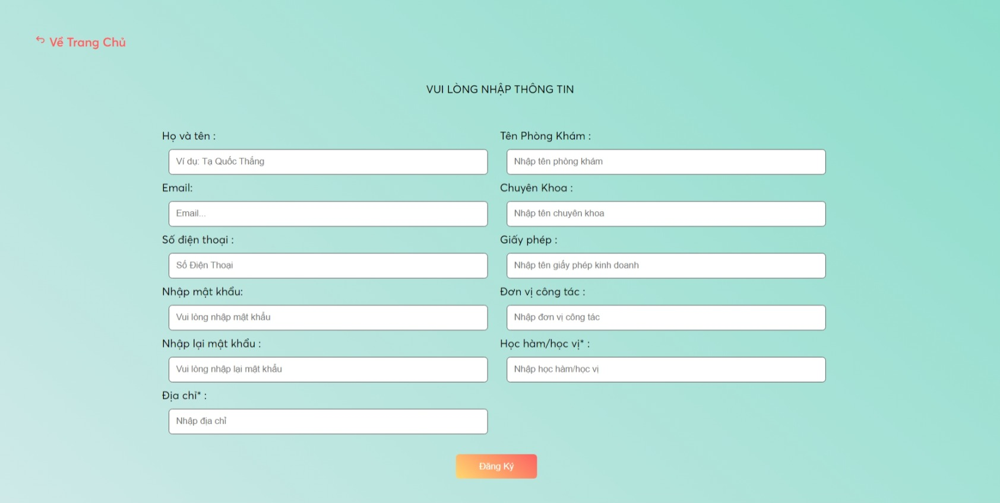 Về Trang Chủ
VUI LÒNG NHẬP THÔNG TIN
Họ và tên :
Ví dụ: Tạ Quốc Thắng
Email:
Email...
Số điện thoại :
Số Điện Thoại
Nhập mật khẩu:
Vui lòng nhập mật khẩu
Nhập lại mật khẩu :
Vui lòng nhập lại mật khẩu
Địa chỉ* :
Nhập địa chỉ
Tên Phòng Khám :
Nhập tên phòng khám
Chuyên Khoa :
Nhập tên chuyên khoa
Giấy phép :
Nhập tên giấy phép kinh doanh
Đơn vị công tác :
Nhập đơn vị công tác
Học hàm/học vị* :
Nhập học hàm/học vị
Đăng Ký